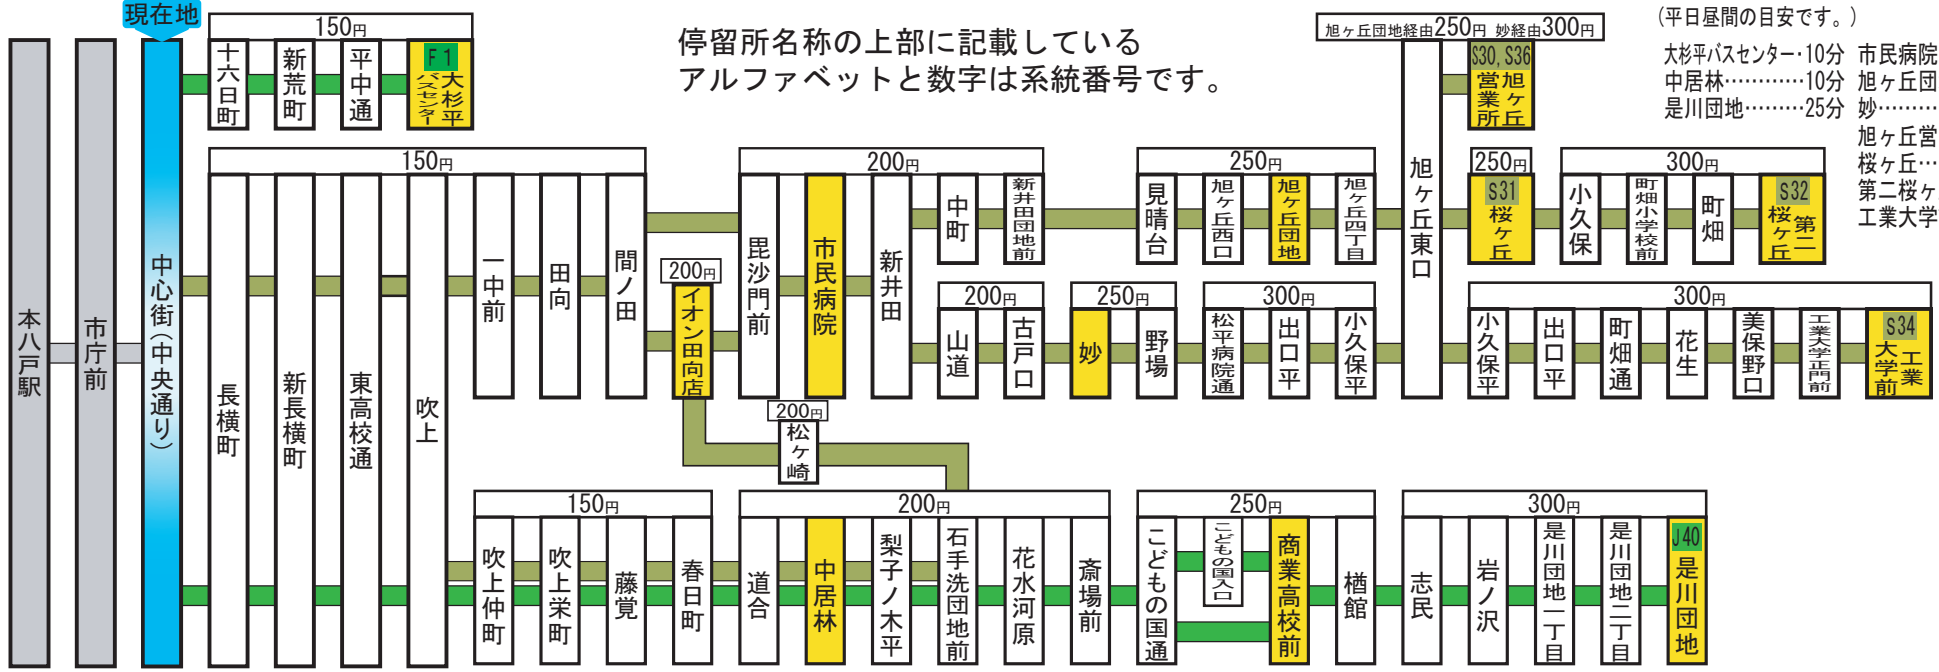 現在地
150円
停留所名称の上部に記載している
アルファベットと数字は系統番号です。
旭ヶ丘団地経由250円 妙経由300円
(平日昼間の目安です。)
大杉平バスセンター・10分 市民病院
中居林…………10分 旭ヶ丘団
是川団地………25分 妙………
旭ヶ丘営
桜ヶ丘…
第二桜ヶ
工業大学
本八戸駅
市庁前
中心街(中央通り)
十六日町
新荒町
平中通
F1
大杉平
バスセンター
S30, S36
旭ヶ丘
営業所
150円
200円
250円
250円
300円
長横町
新長横町
東高校通
吹上
一中前
田向
間ノ田
200円
イオン田向店
毘沙門前
市民病院
新井田
中町
新井田団地前
見晴台
旭ヶ丘西口
旭ヶ丘団地
旭ヶ丘四丁目
旭ヶ丘東口
S31
桜ヶ丘
小久保
町畑小学校前
町畑
S32
第二
桜ヶ丘
200円
250円
300円
300円
山道
古戸口
妙
野場
松平病院通
出口平
小久保平
小久保平
出口平
町畑通
花生
美保野口
工業大学正門前
S34
工業
大学前
200円
松ヶ崎
150円
200円
250円
300円
吹上仲町
吹上栄町
藤覚
春日町
道合
中居林
梨子ノ木平
石手洗団地前
花水河原
斎場前
こどもの国通
こどもの国入口
商業高校前
楢館
志民
岩ノ沢
是川団地一丁目
是川団地二丁目
J40
是川団地